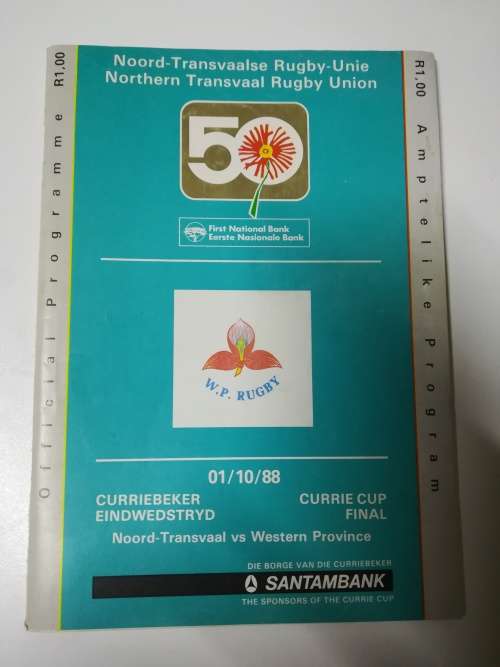 Noord-Transvaalse Rugby-Unie
Northern Transvaal Rugby Union
50
First National Bank
Eerste Nasionale Bank
W.P. RUGBY
01/10/88
CURRIEBEKER
EINDWEDSTRYD
CURRIE CUP
FINAL
Noord-Transvaal vs Western Province
DIE BORGE VAN DIE CURRIEBEKER
SANTAMBANK
THE SPONSORS OF THE CURRIE CUP
Official Programme R1,00
R1,00 Amptelike Program